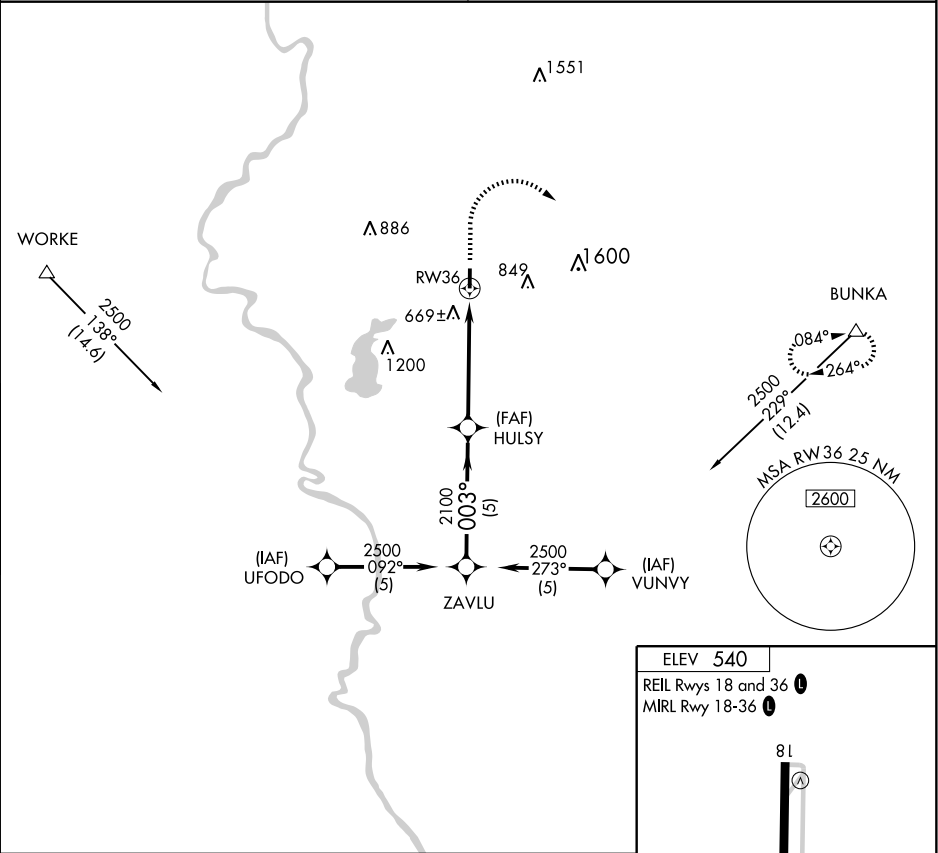 1551
886
WORKE
RW36
849
1600
2500
138°
(14.6)
669±
1200
BUNKA
084°
264°
2500
229°
(12.4)
(FAF)
HULSY
2100
003°
(5)
MSA RW36 25 NM
2600
(IAF)
UFODO
2500
092°
(5)
ZAVLU
2500
273°
(5)
(IAF)
VUNVY
ELEV 540
REIL Rwys 18 and 36 L
MIRL Rwy 18-36 L
18